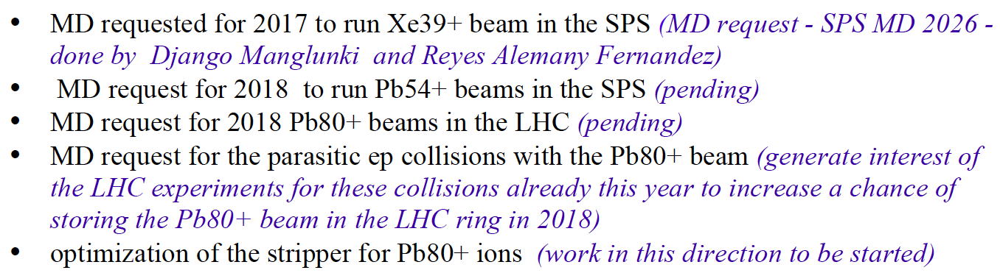 • MD requested for 2017 to run Xe39+ beam in the SPS (MD request - SPS MD 2026 -
done by Django Manglunki and Reyes Alemany Fernandez)
• MD request for 2018 to run Pb54+ beams in the SPS (pending)
• MD request for 2018 Pb80+ beams in the LHC (pending)
• MD request for the parasitic ep collisions with the Pb80+ beam (generate interest of
the LHC experiments for these collisions already this year to increase a chance of
storing the Pb80+ beam in the LHC ring in 2018)
• optimization of the stripper for Pb80+ ions (work in this direction to be started)